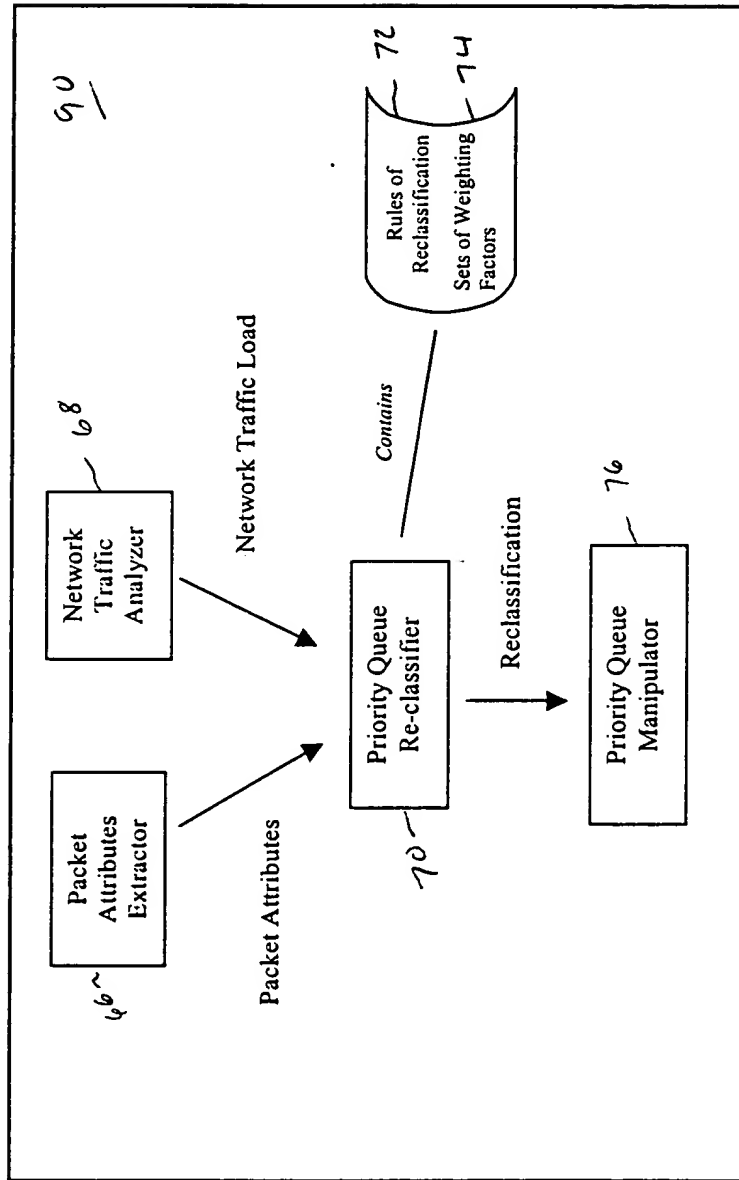 90
66
Packet
Attributes
Extractor
Network
Traffic
Analyzer
68
Packet Attributes
Network Traffic Load
70
Priority Queue
Re-classifier
Contains
Rules of
Reclassification
72
Sets of Weighting
Factors
74
Reclassification
Priority Queue
Manipulator
76